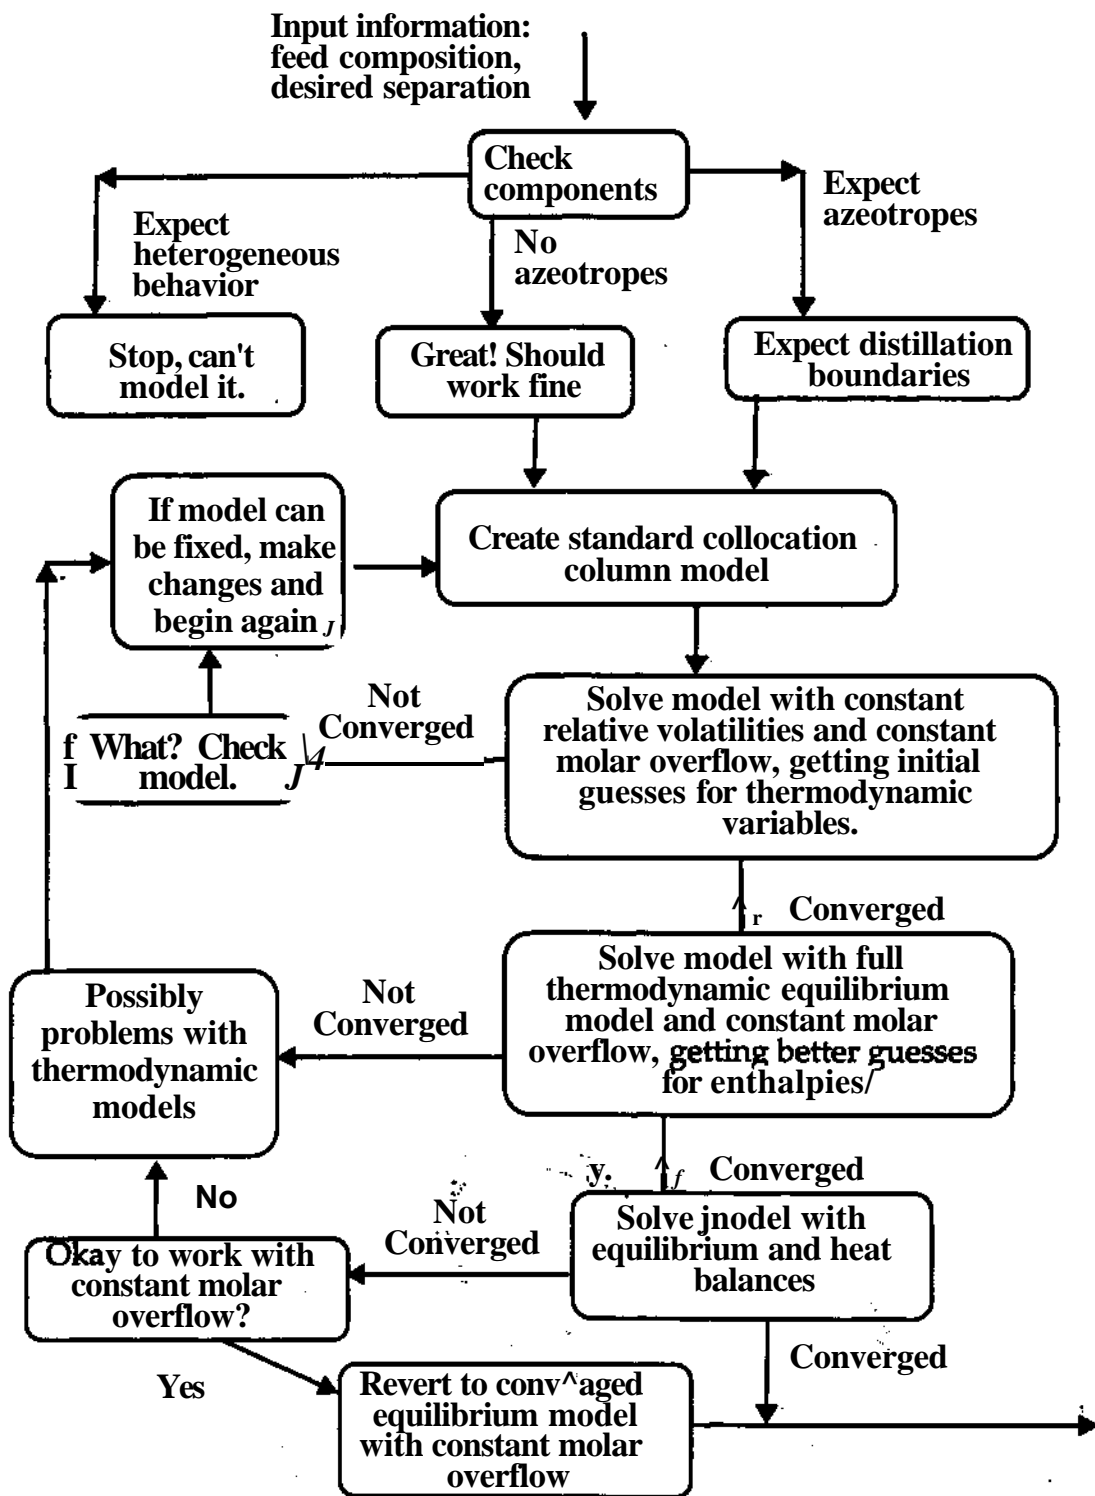 Input information:
feed composition,
desired separation
Check
components
Expect
azeotropes
Expect
heterogeneous
behavior
No
azeotropes
Stop, can't
model it.
Great! Should
work fine
Expect distillation
boundaries
If model can
be fixed, make
changes and
begin again J
Create standard collocation
column model
Not
Converged
f What? Check \4
I model. J
Solve model with constant
relative volatilities and constant
molar overflow, getting initial
guesses for thermodynamic
variables.
^ r Converged
Solve model with full
thermodynamic equilibrium
model and constant molar
overflow, getting better guesses
for enthalpies/
Not
Converged
Possibly
problems with
thermodynamic
models
y. ^ f Converged
No
Not
Converged
Solve jnodel with
equilibrium and heat
balances
Okay to work with
constant molar
overflow?
Converged
Yes
Revert to conv^aged
equilibrium model
with constant molar
overflow